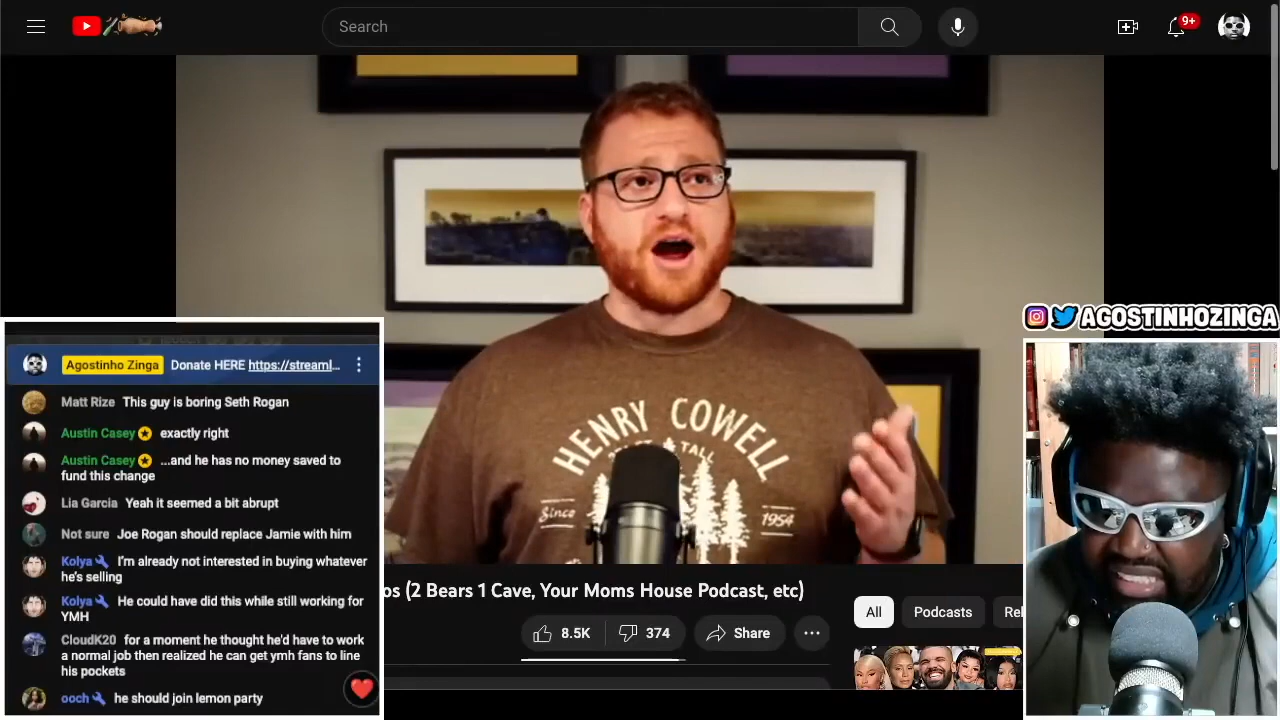 Search
9+
HENRY COWELL
& TALL
Since
1954
AGOSTINHOZINGA
Agostinho Zinga Donate HERE https://streaml...
Matt Rize This guy is boring Seth Rogan
Austin Casey exactly right
Austin Casey ...and he has no money saved to
fund this change
Lia Garcia Yeah it seemed a bit abrupt
Not sure Joe Rogan should replace Jamie with him
Kolya I'm already not interested in buying whatever
he's selling
Kolya He could have did this while still working for
YMH
CloudK20 for a moment he thought he'd have to work
a normal job then realized he can get ymh fans to line
his pockets
ooch he should join lemon party
os (2 Bears 1 Cave, Your Moms House Podcast, etc)
8.5K 374 Share
All Podcasts Rel